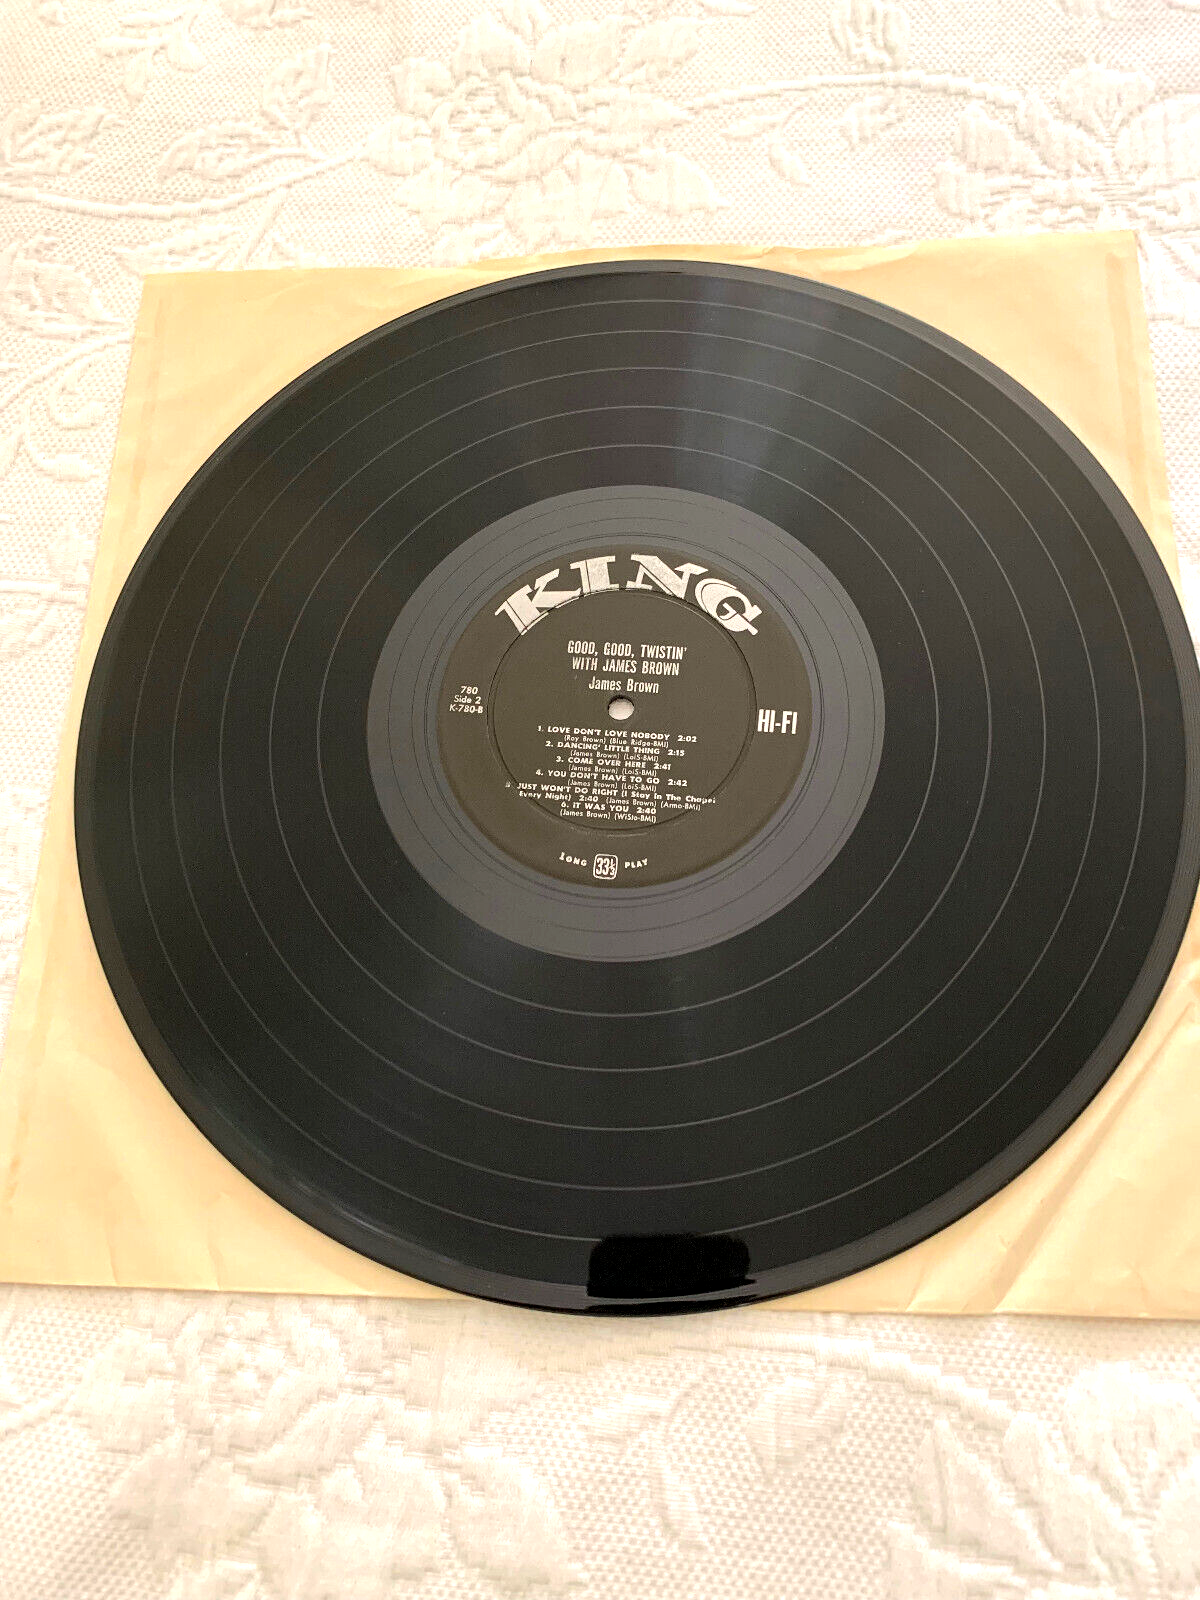 KING
GOOD, GOOD, TWISTIN'
WITH JAMES BROWN
James Brown
780
Side 2
K-780-B
HI-FI
1. LOVE DON'T LOVE NOBODY 2:02
(Roy Brown) (Blue Ridge-BMI)
2. DANCING' LITTLE THING 2:15
(James Brown) (LoiS-BMI)
3. COME OVER HERE 2:41
(James Brown) (LoiS-BMI)
4. YOU DON'T HAVE TO GO 2:42
(James Brown) (LoiS-BMI)
5. JUST WON'T DO RIGHT (I Stay In The Chapel
Every Night) 2:40 (James Brown) (Armo-BMI)
6. IT WAS YOU 2:40
(James Brown) (WiSto-BMI)
LONG 33⅓ PLAY